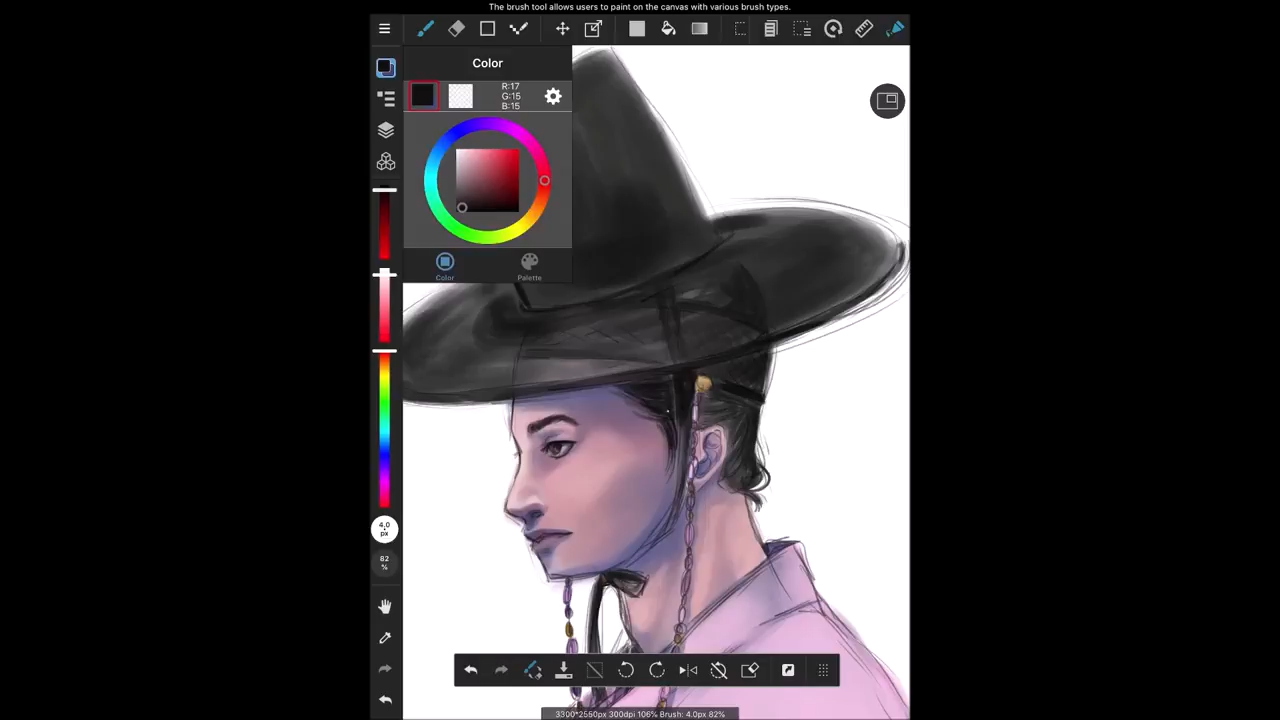 The brush tool allows users to paint on the canvas with various brush types.
Color
R:17
G:15
B:15
Color
Palette
4.0
px
82
%
3300*2550px 300dpi 106% Brush: 4.0px 82%